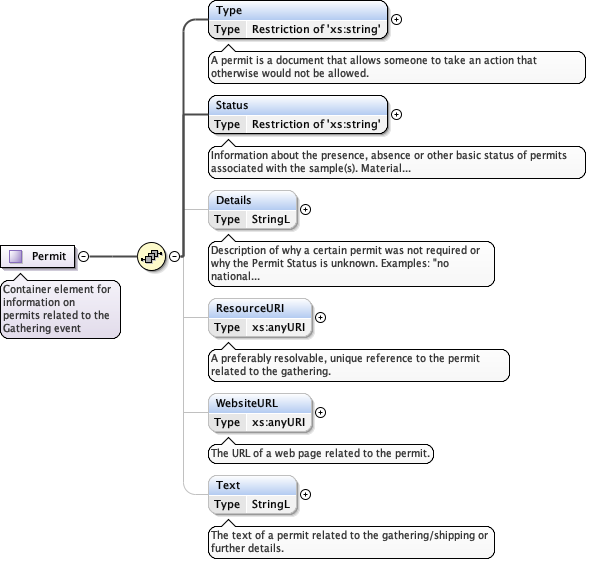 Type
Type Restriction of 'xs:string'
A permit is a document that allows someone to take an action that
otherwise would not be allowed.
Status
Type Restriction of 'xs:string'
Information about the presence, absence or other basic status of permits
associated with the sample(s). Material...
Details
Type StringL
Description of why a certain permit was not required or
why the Permit Status is unknown. Examples: "no
national...
Permit
Container element for
information on
permits related to the
Gathering event
ResourceURI
Type xs:anyURI
A preferably resolvable, unique reference to the permit
related to the gathering.
WebsiteURL
Type xs:anyURI
The URL of a web page related to the permit.
Text
Type StringL
The text of a permit related to the gathering/shipping or
further details.